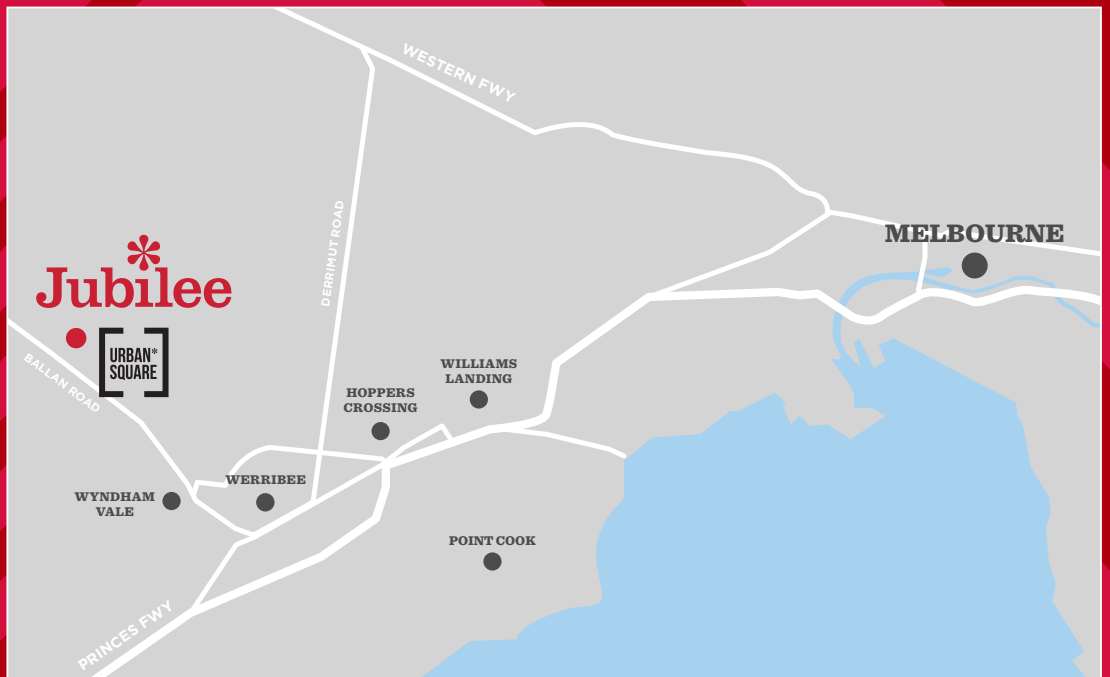 WESTERN FWY
DERRIMUT ROAD
MELBOURNE
Jubilee
URBAN*
SQUARE
BALLAN ROAD
WILLIAMS
LANDING
HOPPERS
CROSSING
WERRIBEE
WYNDHAM
VALE
POINT COOK
PRINCES FWY